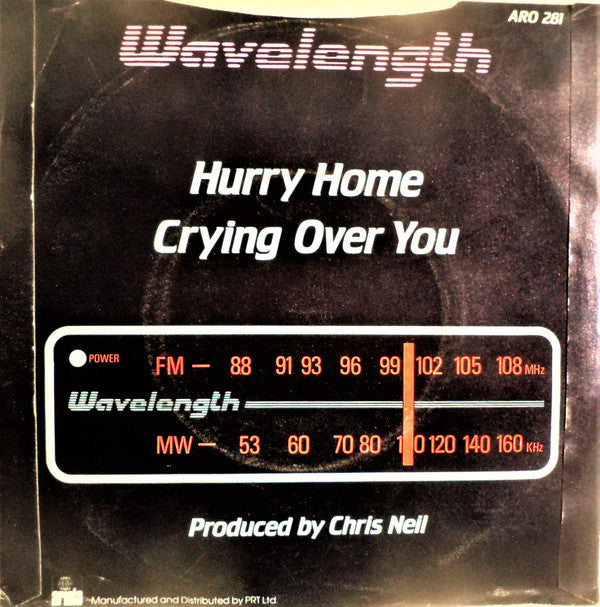 ARO 281
Wavelength
Hurry Home
Crying Over You
POWER
FM — 88 91 93 96 99 102 105 108 MHz
Wavelength
MW — 53 60 70 80 120 140 160 KHz
Produced by Chris Neil
Manufactured and Distributed by PRT Ltd.